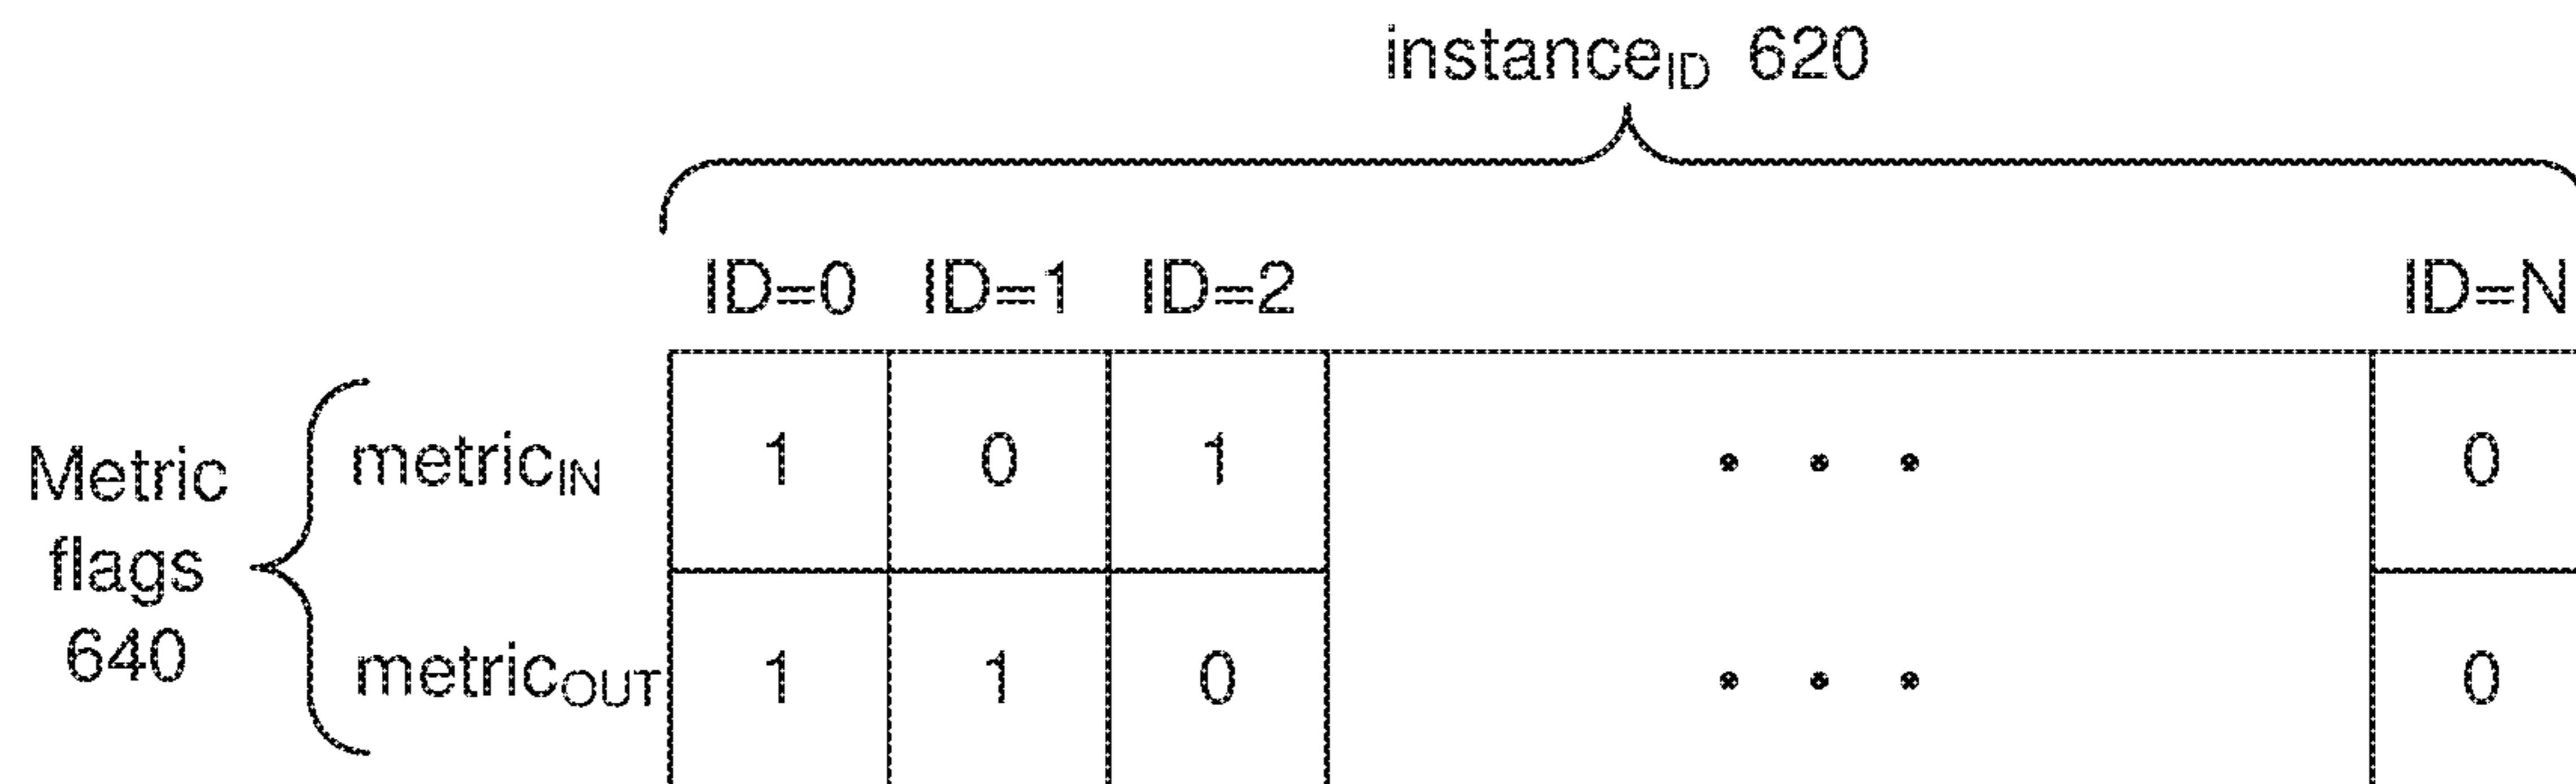 instanceID 620
ID=0 ID=1 ID=2 ID=N
metricIN 1 0 1 • • • 0
Metric
flags
640
metricOUT 1 1 0 • • • 0